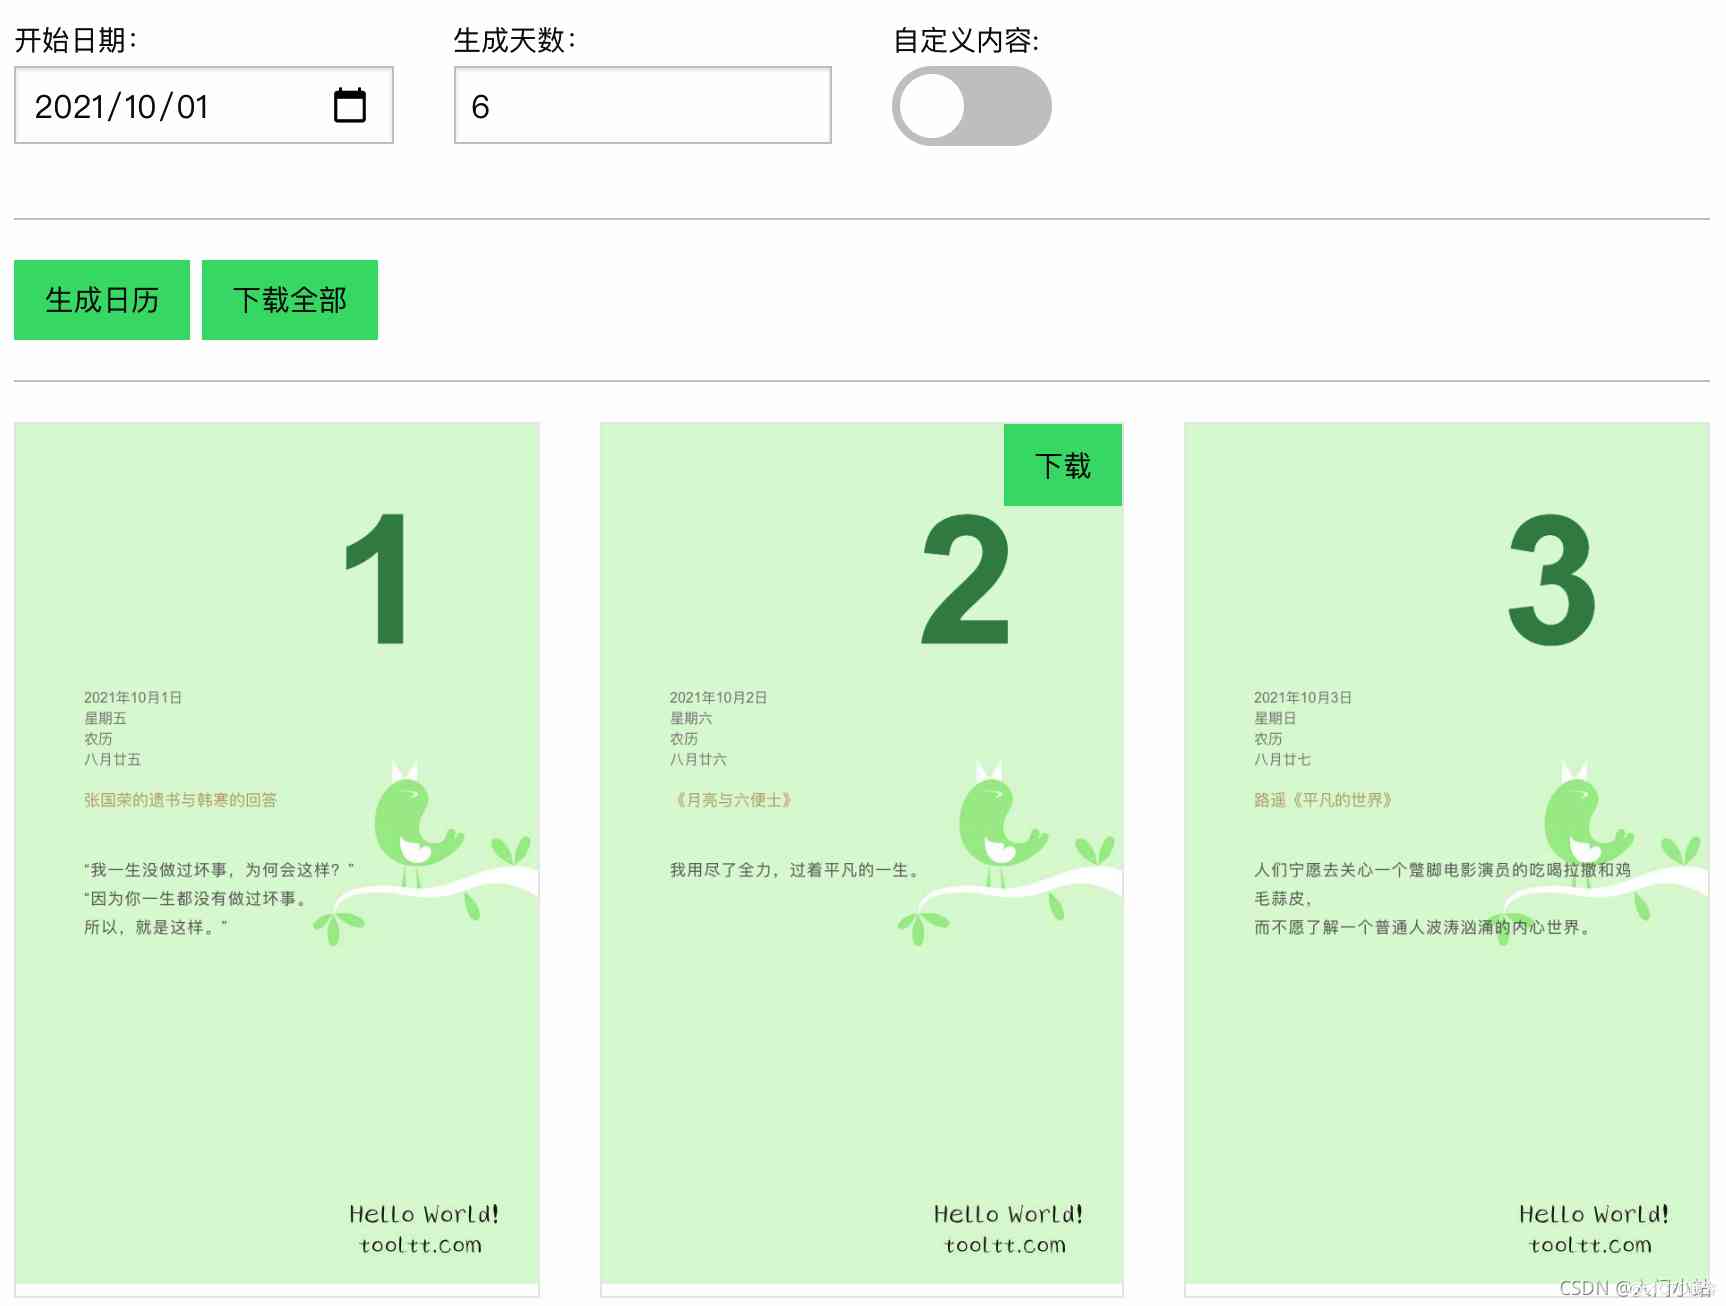 开始日期：
生成天数：
自定义内容:
2021/10/01
6
生成日历
下载全部
1
2021年10月1日
星期五
农历
八月廿五
张国荣的遗书与韩寒的回答
“我一生没做过坏事，为何会这样？”
“因为你一生都没有做过坏事。
所以，就是这样。”
Hello World!
tooltt.com
下载
2
2021年10月2日
星期六
农历
八月廿六
《月亮与六便士》
我用尽了全力，过着平凡的一生。
Hello World!
tooltt.com
3
2021年10月3日
星期日
农历
八月廿七
路遥《平凡的世界》
人们宁愿去关心一个蹩脚电影演员的吃喝拉撒和鸡
毛蒜皮，
而不愿了解一个普通人波涛汹涌的内心世界。
Hello World!
tooltt.com
CSDN @入门小站